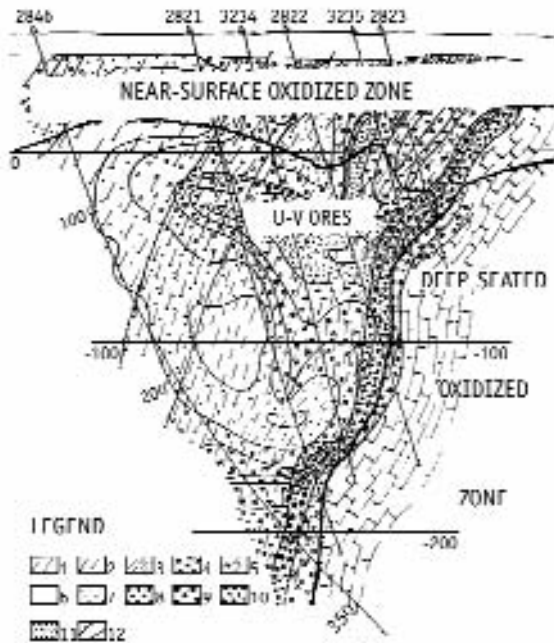 2846 2821 3234 2822 3235 2823
NEAR-SURFACE OXIDIZED ZONE
0
U-V ORES
100
DEEP SEATED
-100 -100
200
OXIDIZED
ZONE
LEGEND
-200
1 2 3 4 5
6 7 8 9 10
11 12
350